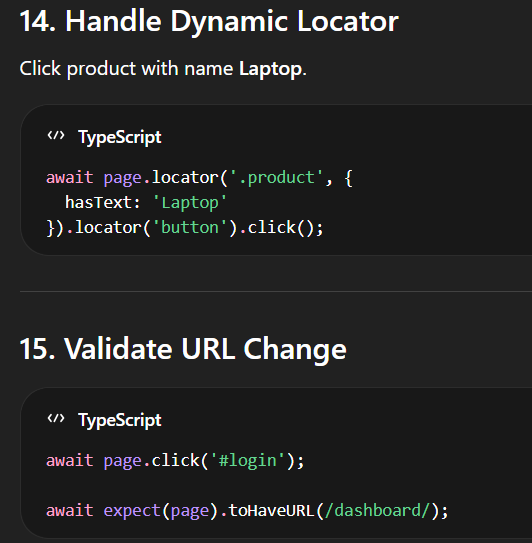 14. Handle Dynamic Locator
Click product with name Laptop.
</> TypeScript
await page.locator('.product', {
  hasText: 'Laptop'
}).locator('button').click();
15. Validate URL Change
</> TypeScript
await page.click('#login');
await expect(page).toHaveURL(/dashboard/);